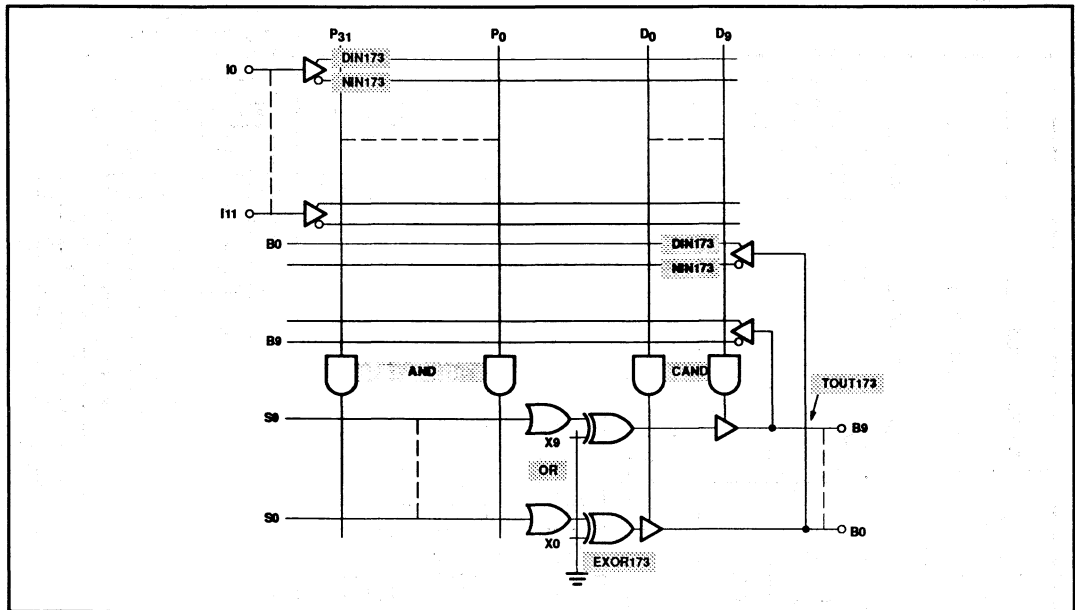 P31 P0 D0 D9
DIN173
I0
NIN173
I11
B0 DIN173
NIN173
B9
AND CAND
TOUT173
S9
X9 B9
OR
S0
X0 B0
EXOR173